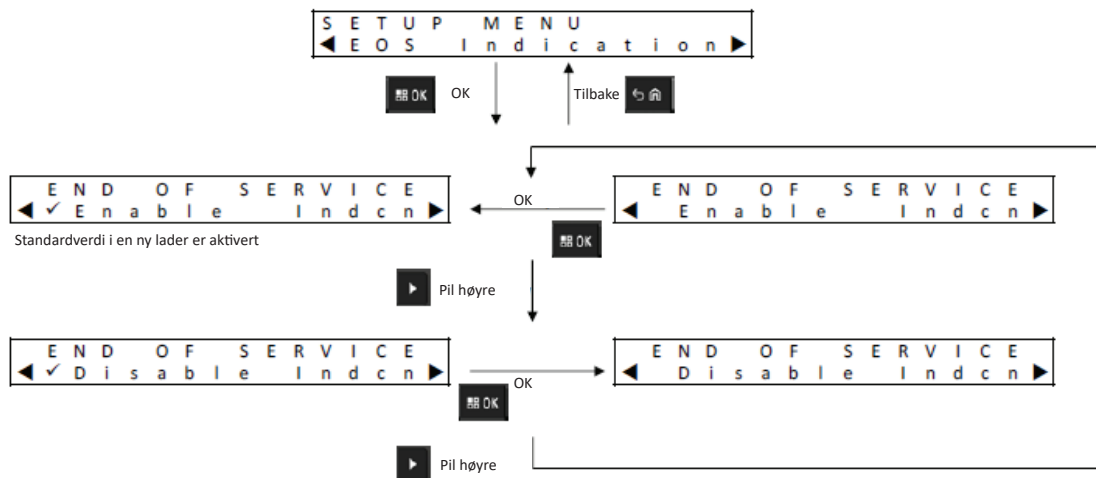 SETUP MENU
◀EOS Indication▶
OK
OK
Tilbake
END OF SERVICE
◀✓Enable Indcn▶
OK
END OF SERVICE
◀ Enable Indcn▶
Standardverdi i en ny lader er aktivert
OK
Pil høyre
END OF SERVICE
◀✓Disable Indcn▶
OK
END OF SERVICE
◀ Disable Indcn▶
OK
Pil høyre